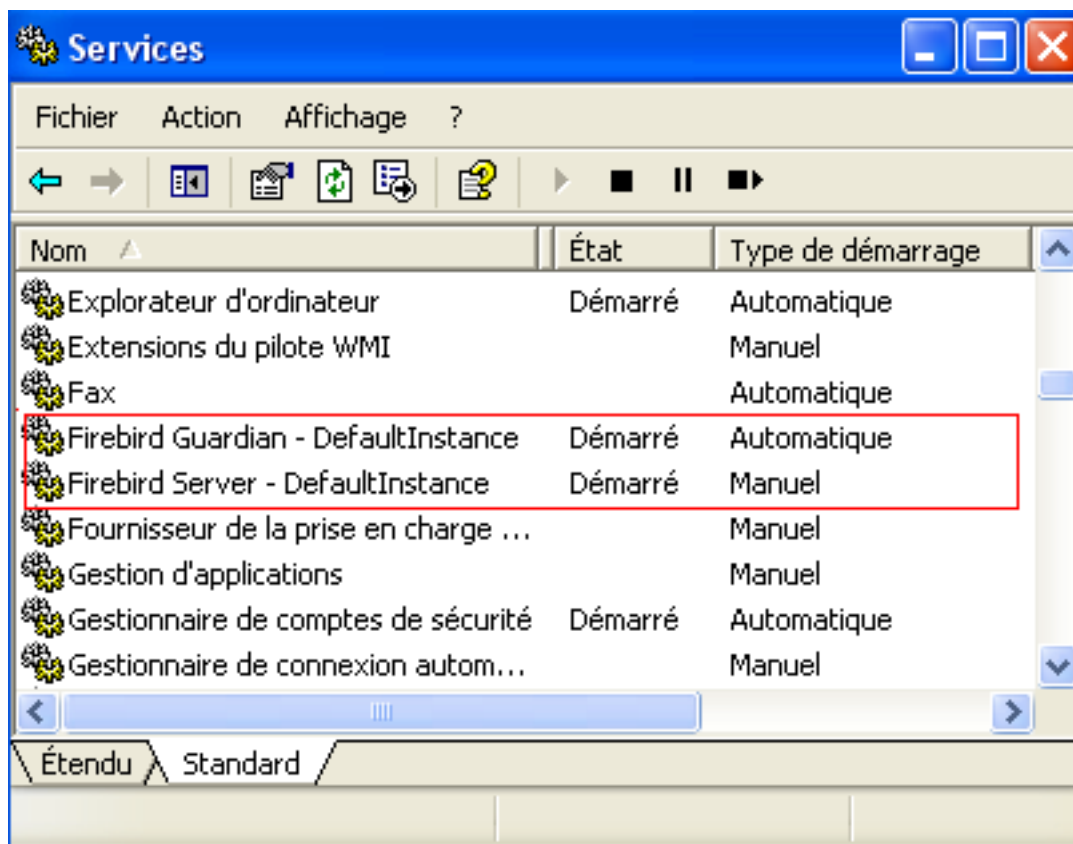 Services
Fichier Action Affichage ?
Nom État Type de démarrage
Explorateur d'ordinateur Démarré Automatique
Extensions du pilote WMI Manuel
Fax Automatique
Firebird Guardian - DefaultInstance Démarré Automatique
Firebird Server - DefaultInstance Démarré Manuel
Fournisseur de la prise en charge ... Manuel
Gestion d'applications Manuel
Gestionnaire de comptes de sécurité Démarré Automatique
Gestionnaire de connexion autom... Manuel
Étendu Standard